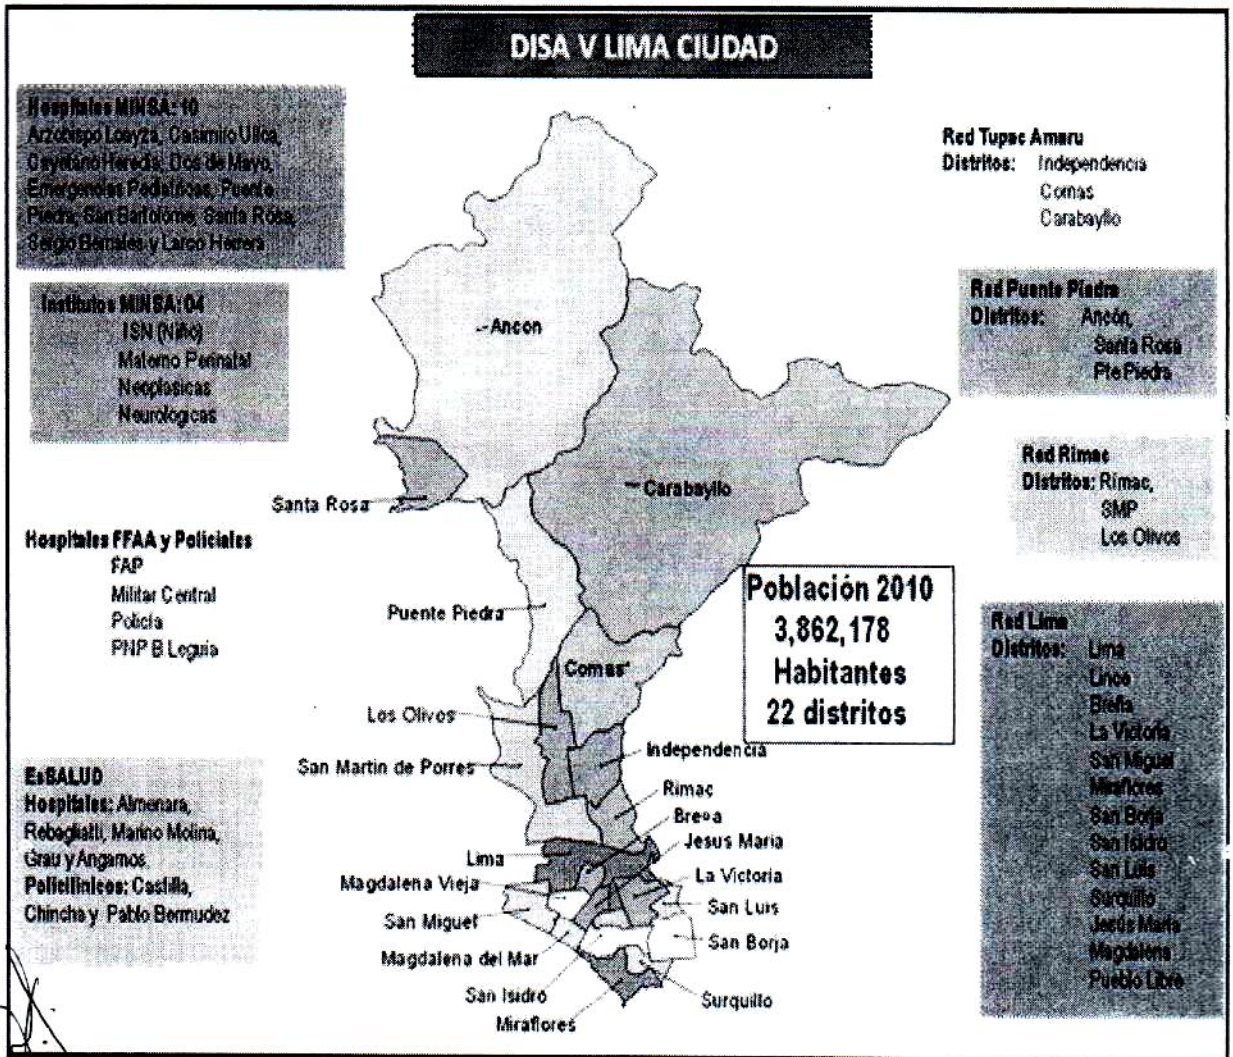 DISA V LIMA CIUDAD
Hospitales MINSA: 10
Arzobispo Loayza, Casimiro Ulloa,
Cayetano Heredia, Dos de Mayo,
Emergencias Pediatricas, Puente
Piedra, San Bartolome, Santa Rosa,
Sergio Bernales y Larco Herrera
Institutos MINSA: 04
ISN (Niño)
Materno Perinatal
Neoplasicas
Neurologicas
Hospitales FFAA y Policiales
FAP
Militar Central
Policía
PNP B Leguia
EsSALUD
Hospitales: Almenara,
Rebagliatti, Marino Molina,
Grau y Angamos.
Policlínicos: Castilla,
Chincha y Pablo Bermudez
Ancon
Carabayllo
Santa Rosa
Puente Piedra
Comas
Los Olivos
San Martin de Porres
Independencia
Rimac
Jesus Maria
Lima
La Victoria
Magdalena Vieja
San Luis
San Miguel
San Borja
Magdalena del Mar
San Isidro
Surquillo
Miraflores
Población 2010
3,862,178
Habitantes
22 distritos
Red Tupac Amaru
Distritos: Independencia
Comas
Carabayllo
Red Puente Piedra
Distritos: Ancón,
Santa Rosa
Pte Piedra
Red Rimac
Distritos: Rimac,
SMP
Los Olivos
Red Lima
Distritos: Lima
Lince
Breña
La Victoria
San Miguel
Miraflores
San Borja
San Isidro
San Luis
Surquillo
Jesús María
Magdalena
Pueblo Libre